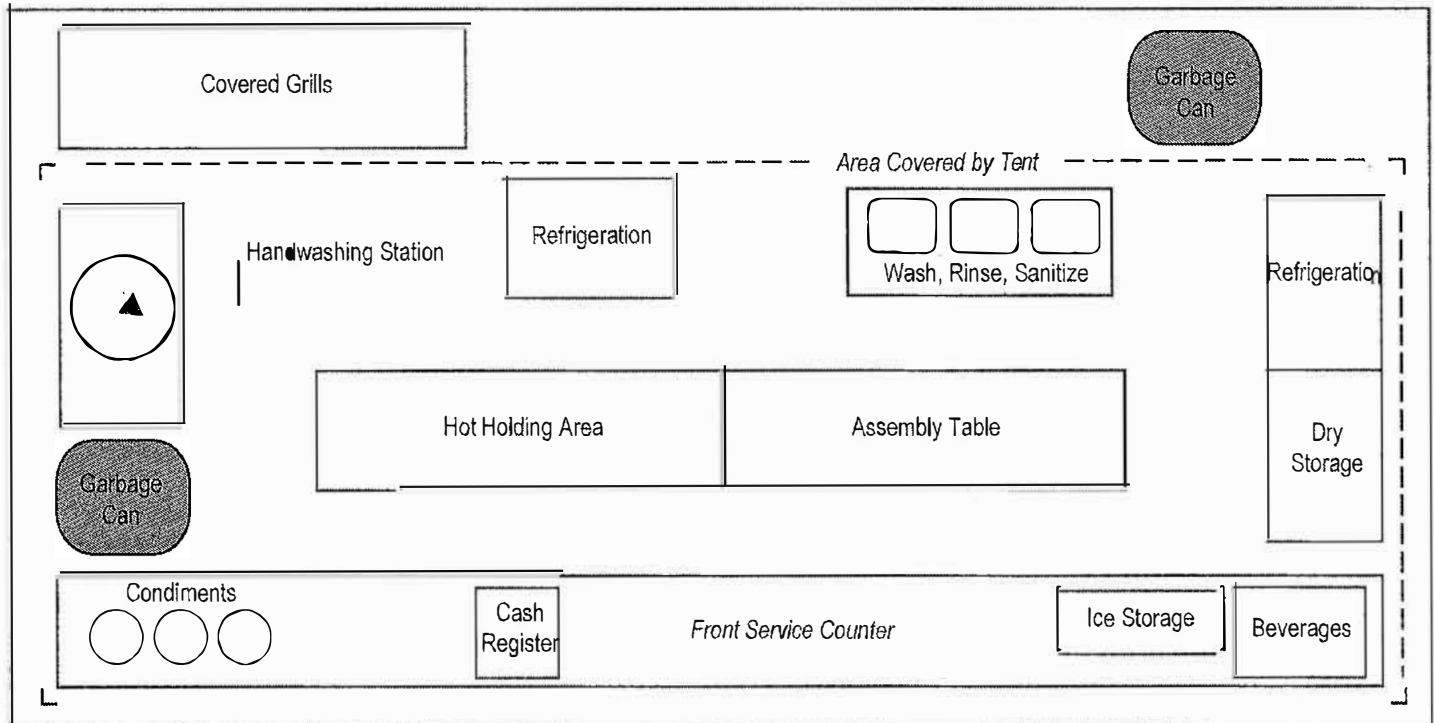 Covered Grills
Garbage
Can
Area Covered by Tent
Handwashing Station
Refrigeration
Wash, Rinse, Sanitize
Refrigeration
Hot Holding Area
Assembly Table
Dry
Storage
Garbage
Can
Condiments
Cash
Register
Front Service Counter
Ice Storage
Beverages